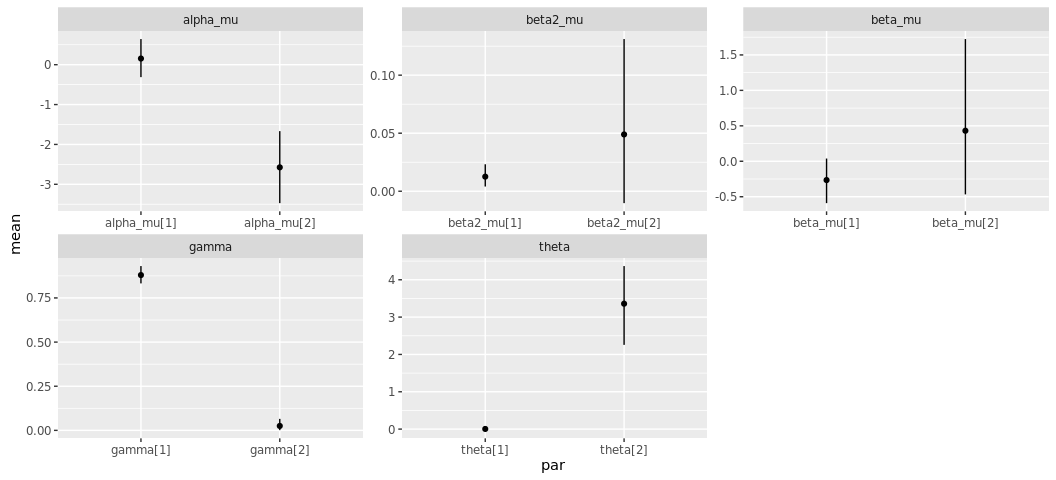 alpha_mu
beta2_mu
beta_mu
0
-1
-2
-3
0.10
0.05
0.00
1.5
1.0
0.5
0.0
-0.5
alpha_mu[1] alpha_mu[2]
beta2_mu[1] beta2_mu[2]
beta_mu[1] beta_mu[2]
mean
gamma
theta
0.75
0.50
0.25
0.00
4
3
2
1
0
gamma[1] gamma[2]
theta[1] theta[2]
par